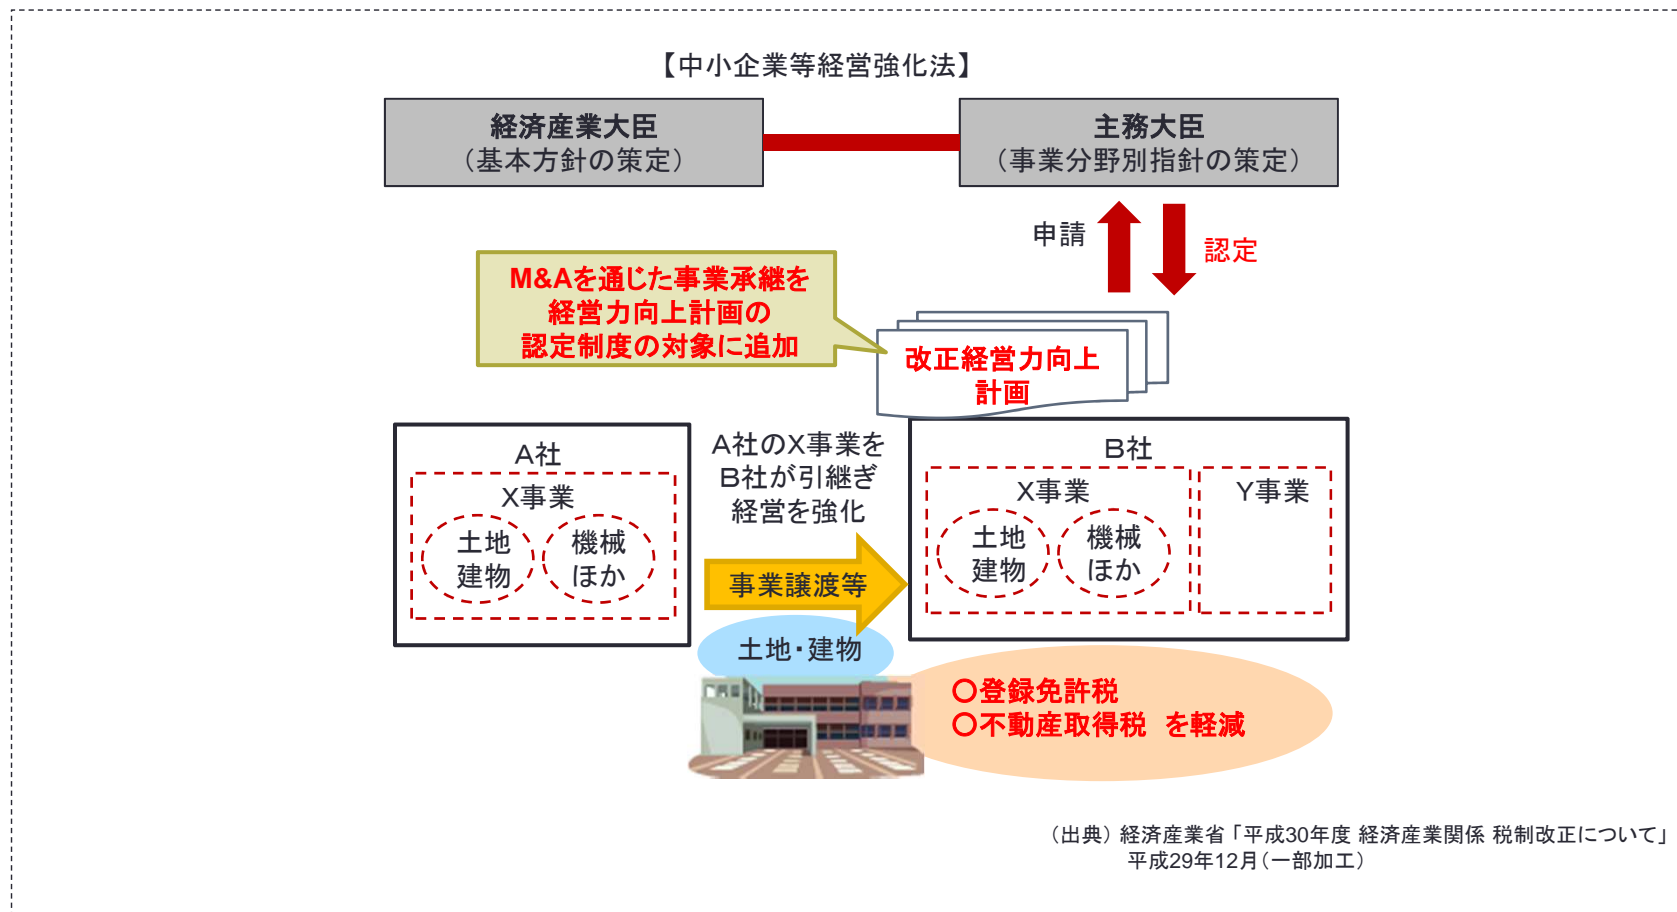 【中小企業等経営強化法】
経済産業大臣
（基本方針の策定）
主務大臣
（事業分野別指針の策定）
申請
認定
M&Aを通じた事業承継を
経営力向上計画の
認定制度の対象に追加
改正経営力向上
計画
A社
X事業
土地
建物
機械
ほか
A社のX事業を
B社が引継ぎ
経営を強化
事業譲渡等
土地・建物
B社
X事業
土地
建物
機械
ほか
Y事業
〇登録免許税
〇不動産取得税 を軽減
（出典）経済産業省「平成30年度 経済産業関係 税制改正について」
平成29年12月（一部加工）